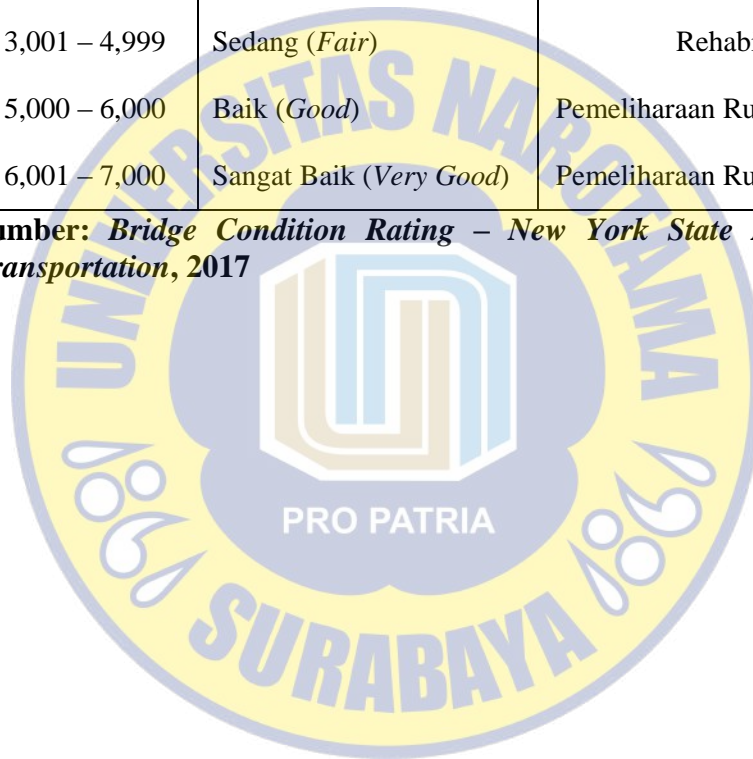 3,001 – 4,999 Sedang (Fair) Rehabi
5,000 – 6,000 Baik (Good) Pemeliharaan Ru
6,001 – 7,000 Sangat Baik (Very Good) Pemeliharaan Ru
umber: Bridge Condition Rating – New York State
ransportation, 2017
UNIVERSITAS NAROTAMA
PRO PATRIA
SURABAYA